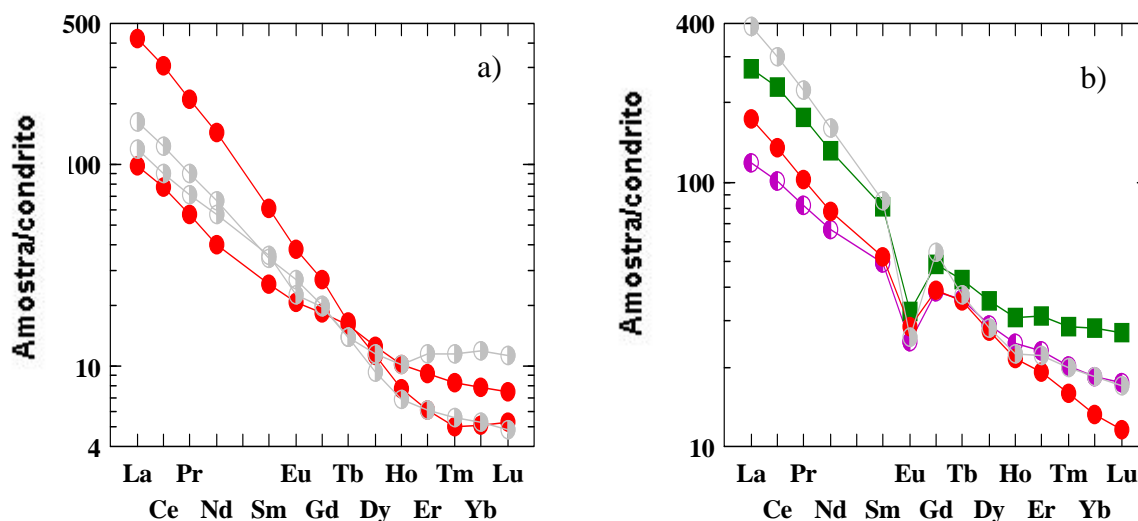 500
100
10
4
Amostra/condrito
a)
La Pr Eu Tb Ho Tm Lu
Ce Nd Sm Gd Dy Er Yb
400
100
10
Amostra/condrito
b)
La Pr Eu Tb Ho Tm Lu
Ce Nd Sm Gd Dy Er Yb